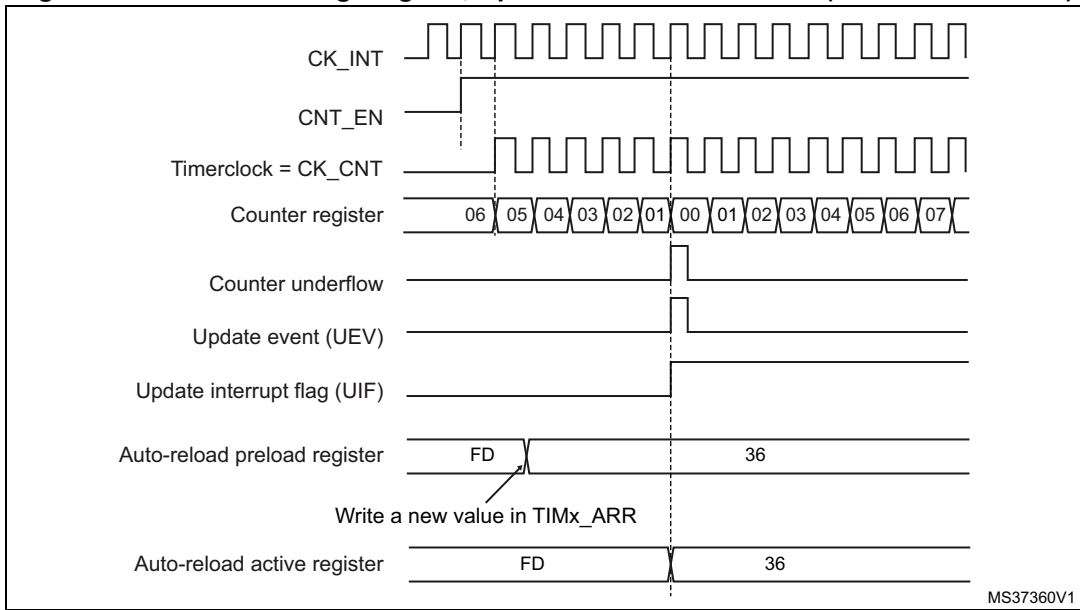 CK_INT
CNT_EN
Timerclock = CK_CNT
Counter register 06 05 04 03 02 01 00 01 02 03 04 05 06 07
Counter underflow
Update event (UEV)
Update interrupt flag (UIF)
Auto-reload preload register FD 36
Write a new value in TIMx_ARR
Auto-reload active register FD 36
MS37360V1